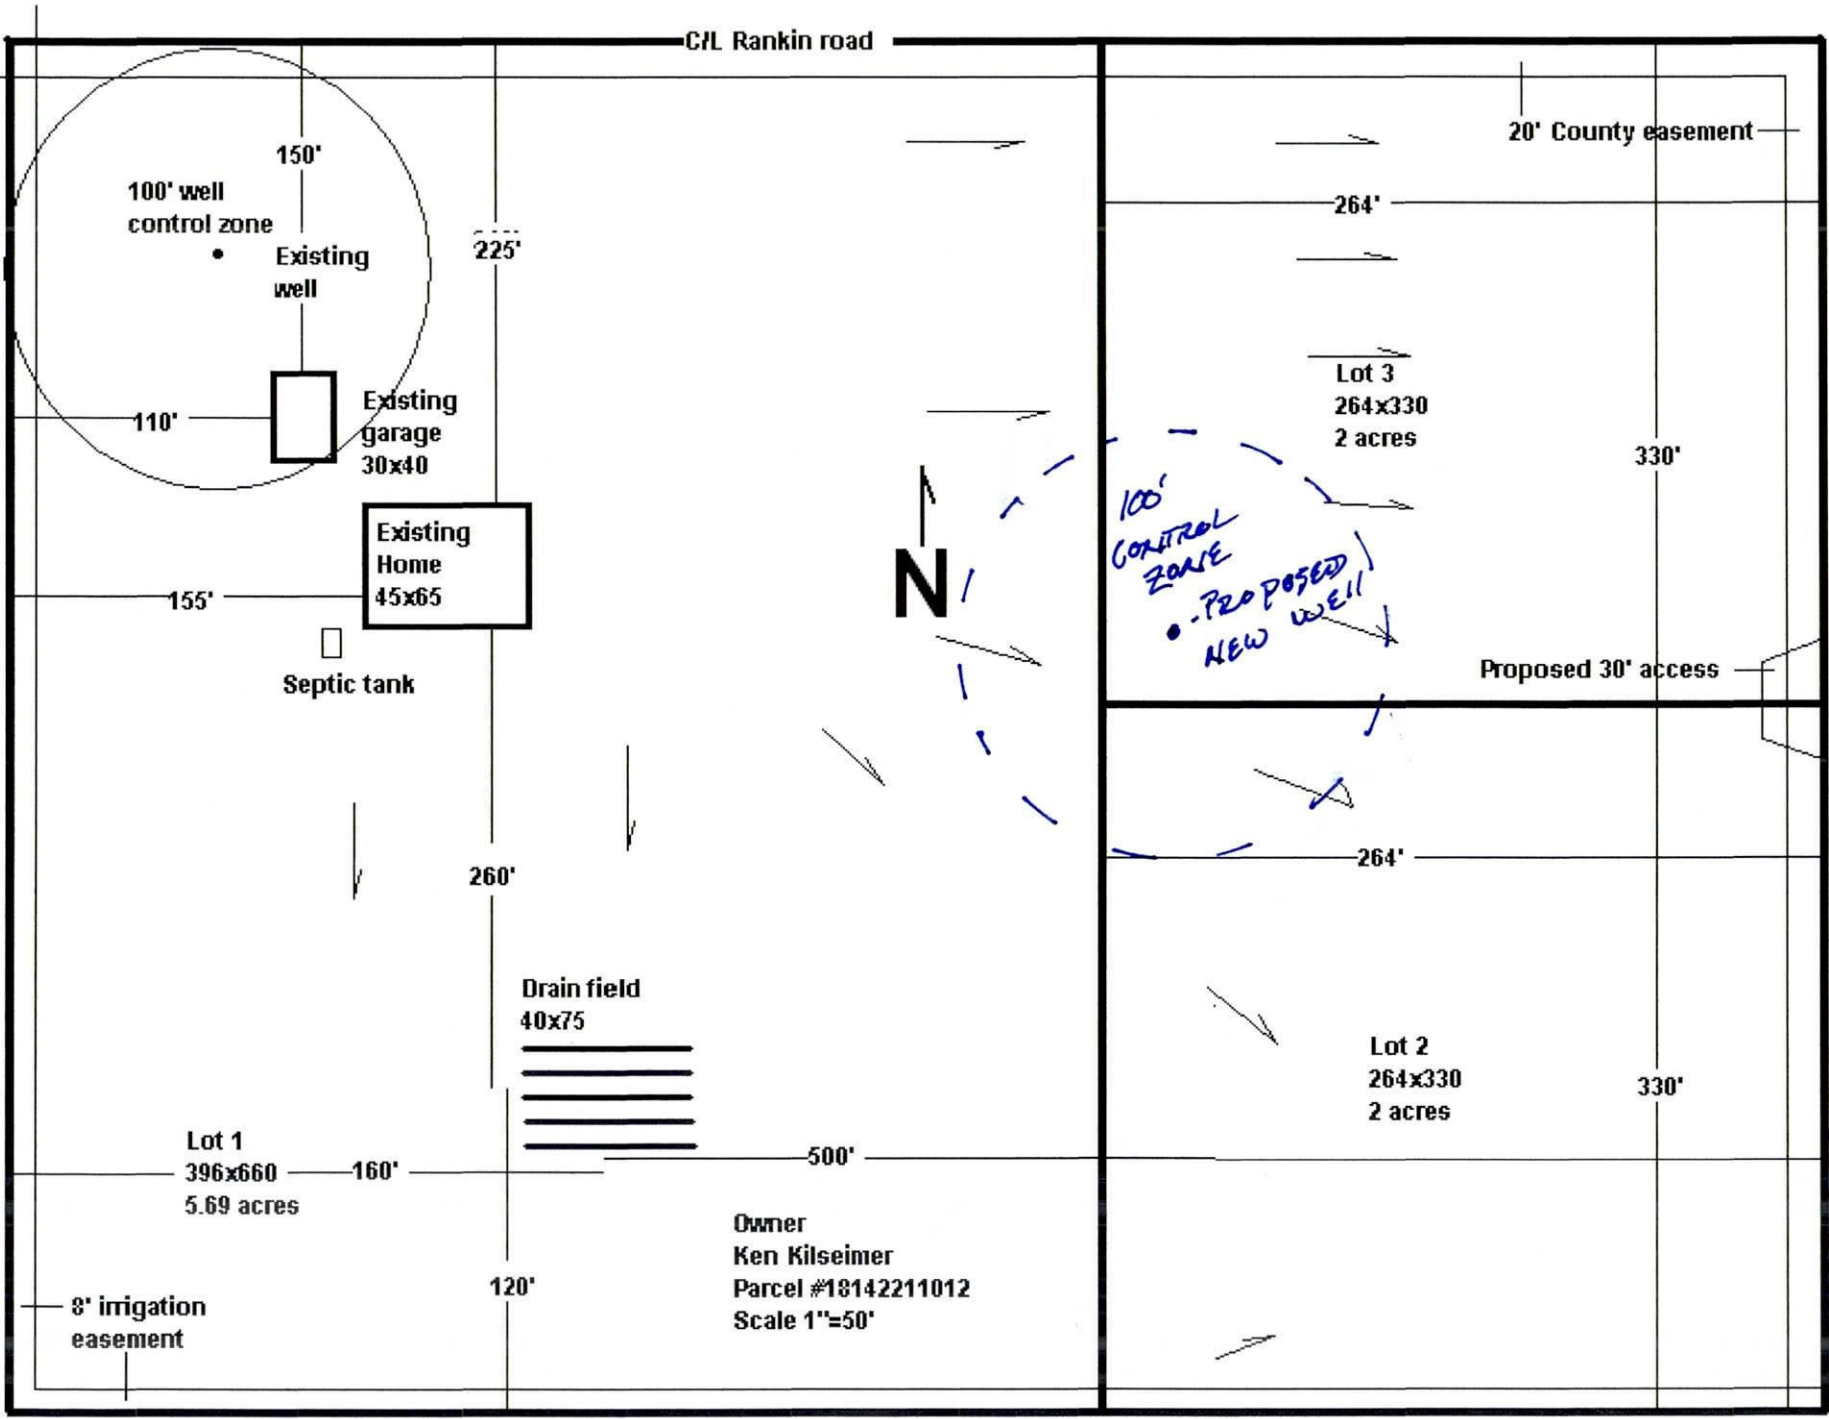 C/L Rankin road
20' County easement
150'
100' well
control zone
Existing
well
225'
264'
110'
Existing
garage
30x40
Lot 3
264x330
2 acres
330'
100'
CONTROL
ZONE
PROPOSED
NEW WELL
Existing
Home
45x65
N
155'
Septic tank
Proposed 30' access
260'
264'
Drain field
40x75
Lot 2
264x330
2 acres
330'
Lot 1
396x660
5.69 acres
160'
500'
Owner
Ken Kilseimer
Parcel #18142211012
Scale 1"=50'
120'
8' irrigation
easement